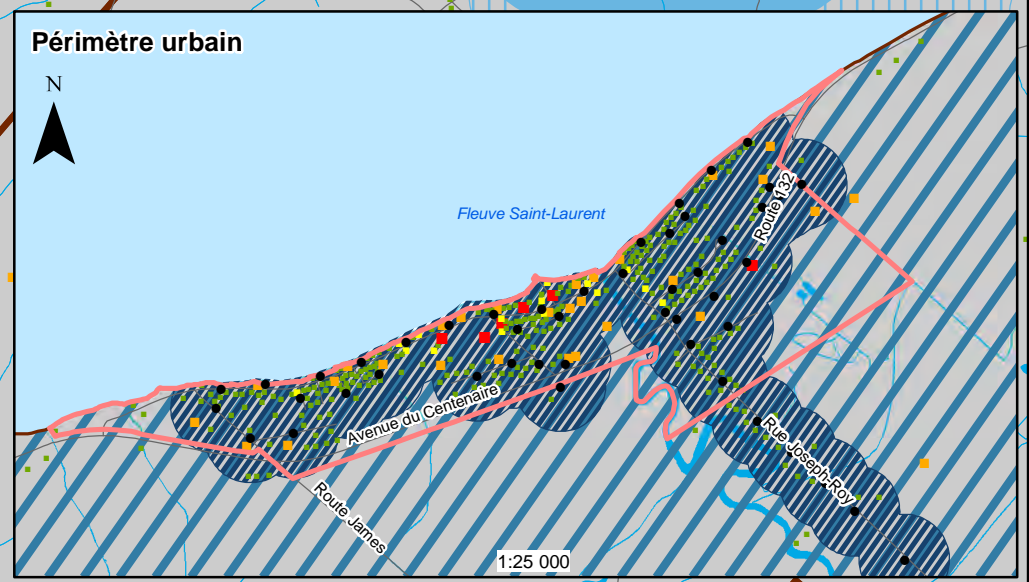 Périmètre urbain
N
Fleuve Saint-Laurent
Route 132
Avenue du Centenaire
Rue Joseph-Roy
Route James
1:25 000